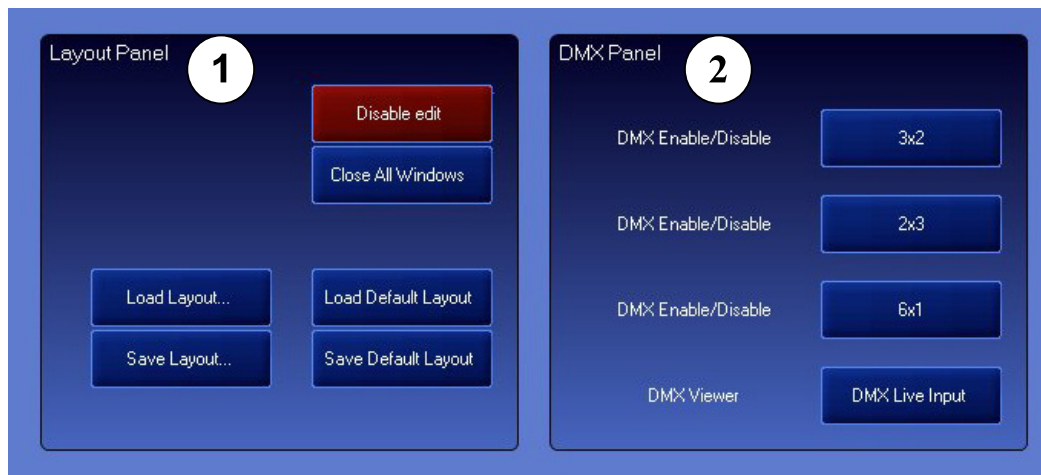 Layout Panel
1
Disable edit
Close All Windows
Load Layout...
Load Default Layout
Save Layout...
Save Default Layout
DMX Panel
2
DMX Enable/Disable
3x2
DMX Enable/Disable
2x3
DMX Enable/Disable
6x1
DMX Viewer
DMX Live Input